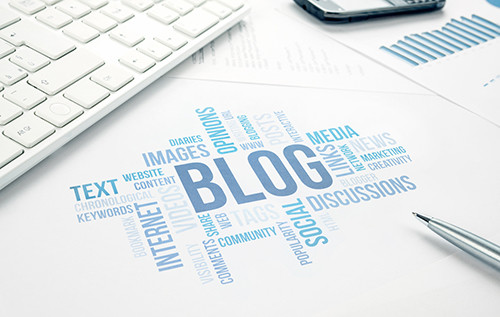 OPINIONS
URL
BLOGGING
INTERACTIVE
DIARIES
WWW
POSTS
MEDIA
IMAGES
NETWORK
NEWS
LINKS
MARKETING
CREATIVITY
TEXT
WEBSITE
CONTENT
BLOG
BLOGGER
CHRONOLOGICAL
KEYWORDS
VIDEOS
DISCUSSIONS
BOOKMARK
INTERNET
SHARE
WEB
TAGS
SOCIAL
HTML
COMMENTS
COMMUNITY
VISIBILITY
POPULARITY